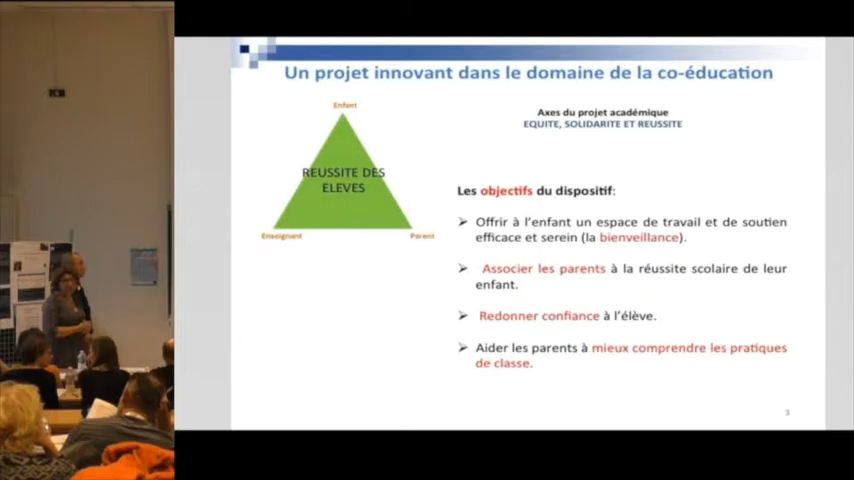 Un projet innovant dans le domaine de la co-éducation
Enfant
REUSSITE DES
ELEVES
Enseignant
Parent
Axes du projet académique
EQUITE, SOLIDARITE ET REUSSITE
Les objectifs du dispositif:
➢ Offrir à l'enfant un espace de travail et de soutien
efficace et serein (la bienveillance).
➢ Associer les parents à la réussite scolaire de leur
enfant.
➢ Redonner confiance à l'élève.
➢ Aider les parents à mieux comprendre les pratiques
de classe.
3